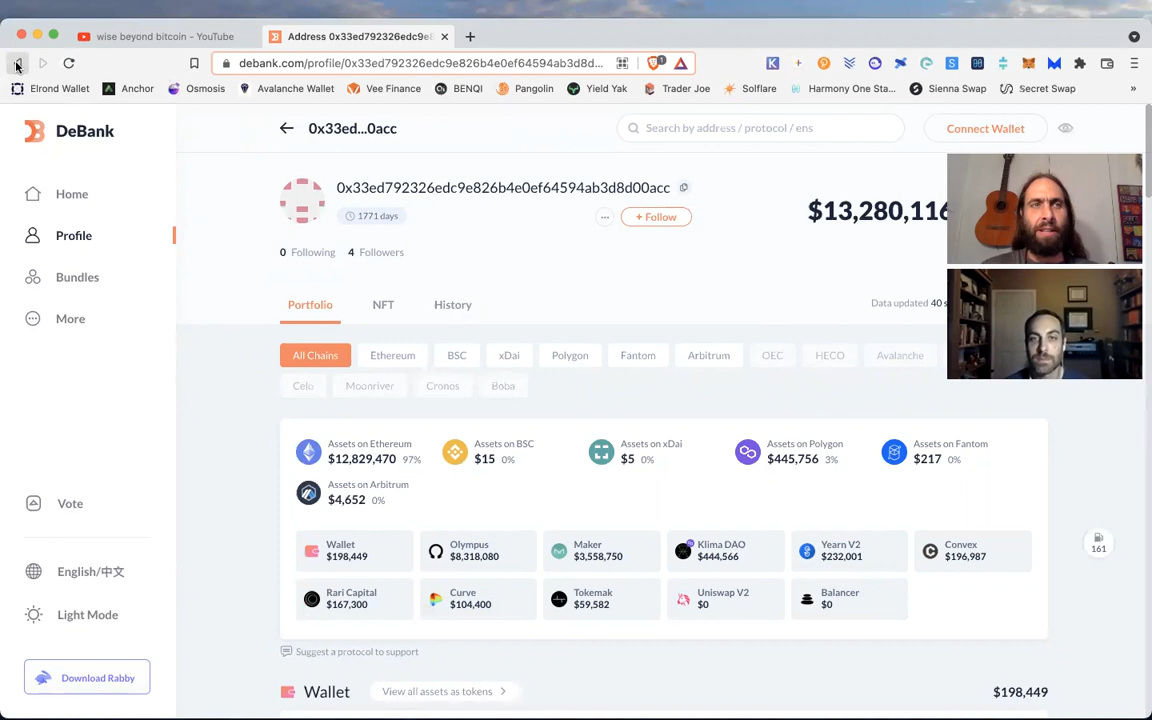 wise beyond bitcoin - YouTube
Address 0x33ed792326edc9e8
debank.com/profile/0x33ed792326edc9e826b4e0ef64594ab3d8d...
1
Elrond Wallet
Anchor
Osmosis
Avalanche Wallet
Vee Finance
BENQI
Pangolin
Yield Yak
Trader Joe
Solflare
Harmony One Sta...
Sienna Swap
Secret Swap
DeBank
0x33ed...0acc
Search by address / protocol / ens
Connect Wallet
0x33ed792326edc9e826b4e0ef64594ab3d8d00acc
$13,280,116
1771 days
+ Follow
0 Following
4 Followers
Home
Profile
Bundles
More
Portfolio
NFT
History
Data updated 40 s
All Chains
Ethereum
BSC
xDai
Polygon
Fantom
Arbitrum
OEC
HECO
Avalanche
Celo
Moonriver
Cronos
Boba
Assets on Ethereum
$12,829,470 97%
Assets on BSC
$15 0%
Assets on xDai
$5 0%
Assets on Polygon
$445,756 3%
Assets on Fantom
$217 0%
Assets on Arbitrum
$4,652 0%
Wallet
$198,449
Olympus
$8,318,080
Maker
$3,558,750
Klima DAO
$444,566
Yearn V2
$232,001
Convex
$196,987
Rari Capital
$167,300
Curve
$104,400
Tokemak
$59,582
Uniswap V2
$0
Balancer
$0
161
Suggest a protocol to support
Wallet
View all assets as tokens
$198,449
Vote
English/中文
Light Mode
Download Rabby